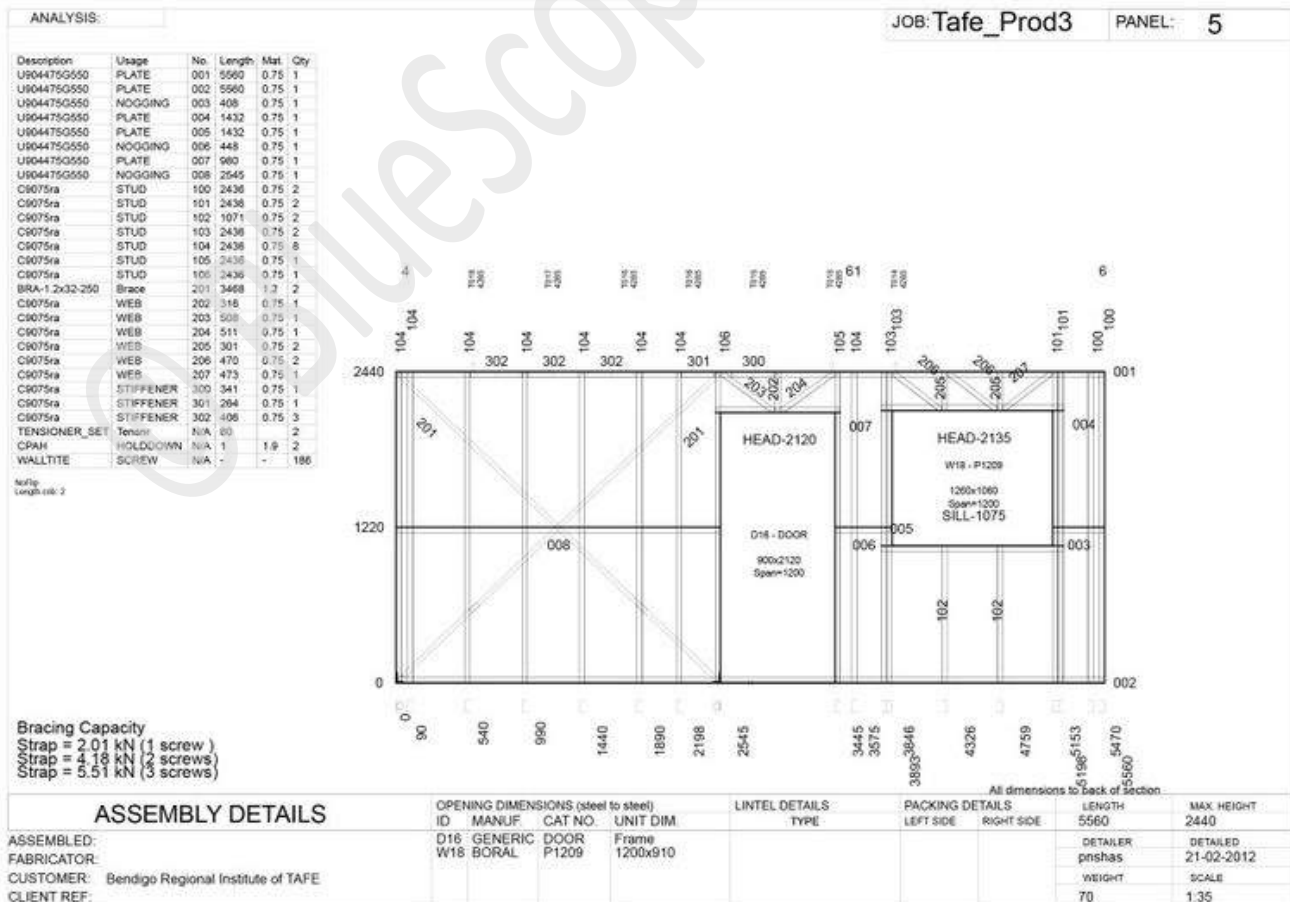 ANALYSIS:
JOB: Tafe_Prod3 PANEL: 5
© BlueScop
Description Usage No. Length Mat. Qty
U904475G550 PLATE 001 5560 0.75 1
U904475G550 PLATE 002 5560 0.75 1
U904475G550 NOGGING 003 408 0.75 1
U904475G550 PLATE 004 1432 0.75 1
U904475G550 PLATE 005 1432 0.75 1
U904475G550 NOGGING 006 448 0.75 1
U904475G550 PLATE 007 980 0.75 1
U904475G550 NOGGING 008 2545 0.75 1
C9075ra STUD 100 2436 0.75 2
C9075ra STUD 101 2436 0.75 2
C9075ra STUD 102 1071 0.75 2
C9075ra STUD 103 2436 0.75 2
C9075ra STUD 104 2436 0.75 8
C9075ra STUD 105 2436 0.75 1
C9075ra STUD 106 2436 0.75 1
BRA-1.2x32-250 Brace 201 3468 1.2 2
C9075ra WEB 202 316 0.75 1
C9075ra WEB 203 508 0.75 1
C9075ra WEB 204 511 0.75 1
C9075ra WEB 205 301 0.75 2
C9075ra WEB 206 470 0.75 2
C9075ra WEB 207 473 0.75 1
C9075ra STIFFENER 300 341 0.75 1
C9075ra STIFFENER 301 264 0.75 1
C9075ra STIFFENER 302 406 0.75 3
TENSIONER_SET N/A 2
CPAH HOLDDOWN N/A 1 1.9 2
WALLTITE SCREW N/A - - 186
NoFlip
4 61 6
104 104 104 104 104 104 104 106 105 104 103 103 101 101 100 100
302 302 302 301 300
2440 001
203 202 204 206 205 206 205 207
201 201
HEAD-2120 007 HEAD-2135 004
W18 - P1209
1260x1060
Span=1200
SILL-1075
1220 005
D16 - DOOR
008 006 003
900x2120
Span=1200
102 102
0 002
0 90 540 990 1440 1890 2198 2545 3445 3575 3846 3893 4326 4759 5153 5198 5470 5560
Bracing Capacity
Strap = 2.01 kN (1 screw )
Strap = 4.18 kN (2 screws)
Strap = 5.51 kN (3 screws)
All dimensions to back of section
ASSEMBLY DETAILS
ASSEMBLED:
FABRICATOR:
CUSTOMER: Bendigo Regional Institute of TAFE
CLIENT REF:
OPENING DIMENSIONS (steel to steel)
ID MANUF. CAT NO. UNIT DIM.
D16 GENERIC DOOR Frame
W18 BORAL P1209 1200x910
LINTEL DETAILS
TYPE
PACKING DETAILS
LEFT SIDE RIGHT SIDE
LENGTH MAX. HEIGHT
5560 2440
DETAILER DETAILED
pnshas 21-02-2012
WEIGHT SCALE
70 1:35